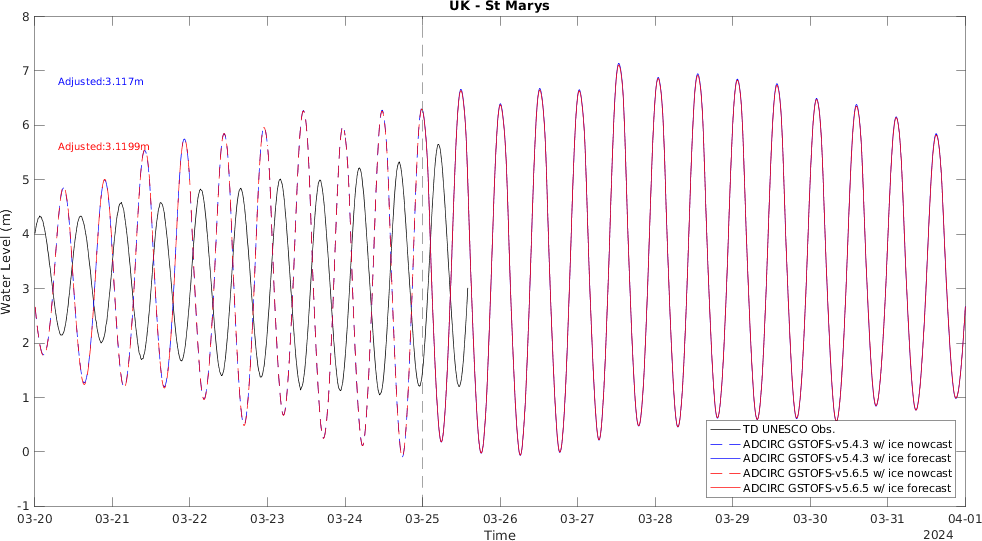 UK - St Marys
8
7
6
5
4
3
2
1
0
-1
Water Level (m)
Adjusted:3.117m
Adjusted:3.1199m
TD UNESCO Obs.
ADCIRC GSTOFS-v5.4.3 w/ ice nowcast
ADCIRC GSTOFS-v5.4.3 w/ ice forecast
ADCIRC GSTOFS-v5.6.5 w/ ice nowcast
ADCIRC GSTOFS-v5.6.5 w/ ice forecast
03-20 03-21 03-22 03-23 03-24 03-25 03-26 03-27 03-28 03-29 03-30 03-31 04-01
Time
2024